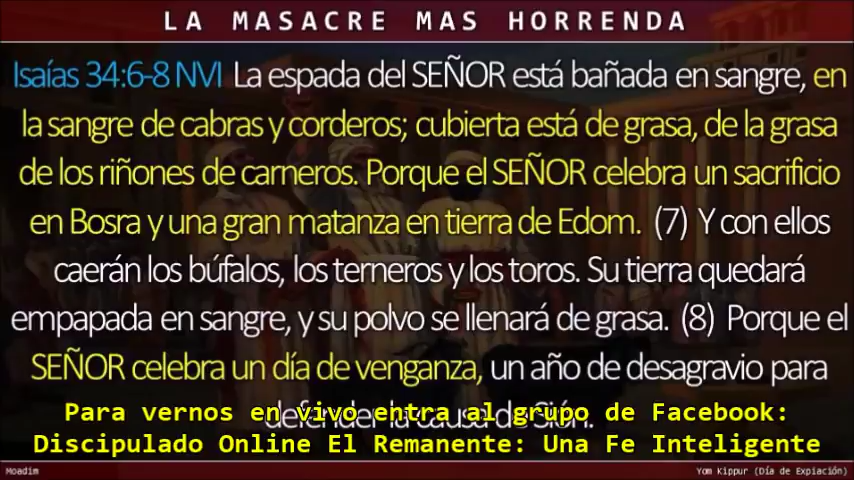 LA MASACRE MAS HORRENDA
Isaías 34:6-8 NVI La espada del SEÑOR está bañada en sangre, en
la sangre de cabras y corderos; cubierta está de grasa, de la grasa
de los riñones de carneros. Porque el SEÑOR celebra un sacrificio
en Bosra y una gran matanza en tierra de Edom. (7) Y con ellos
caerán los búfalos, los terneros y los toros. Su tierra quedará
empapada en sangre, y su polvo se llenará de grasa. (8) Porque el
SEÑOR celebra un día de venganza, un año de desagravio para
defender la causa de Sión.
Para vernos en vivo entra al grupo de Facebook:
Discipulado Online El Remanente: Una Fe Inteligente
Moadim
Yom Kippur (Día de Expiación)